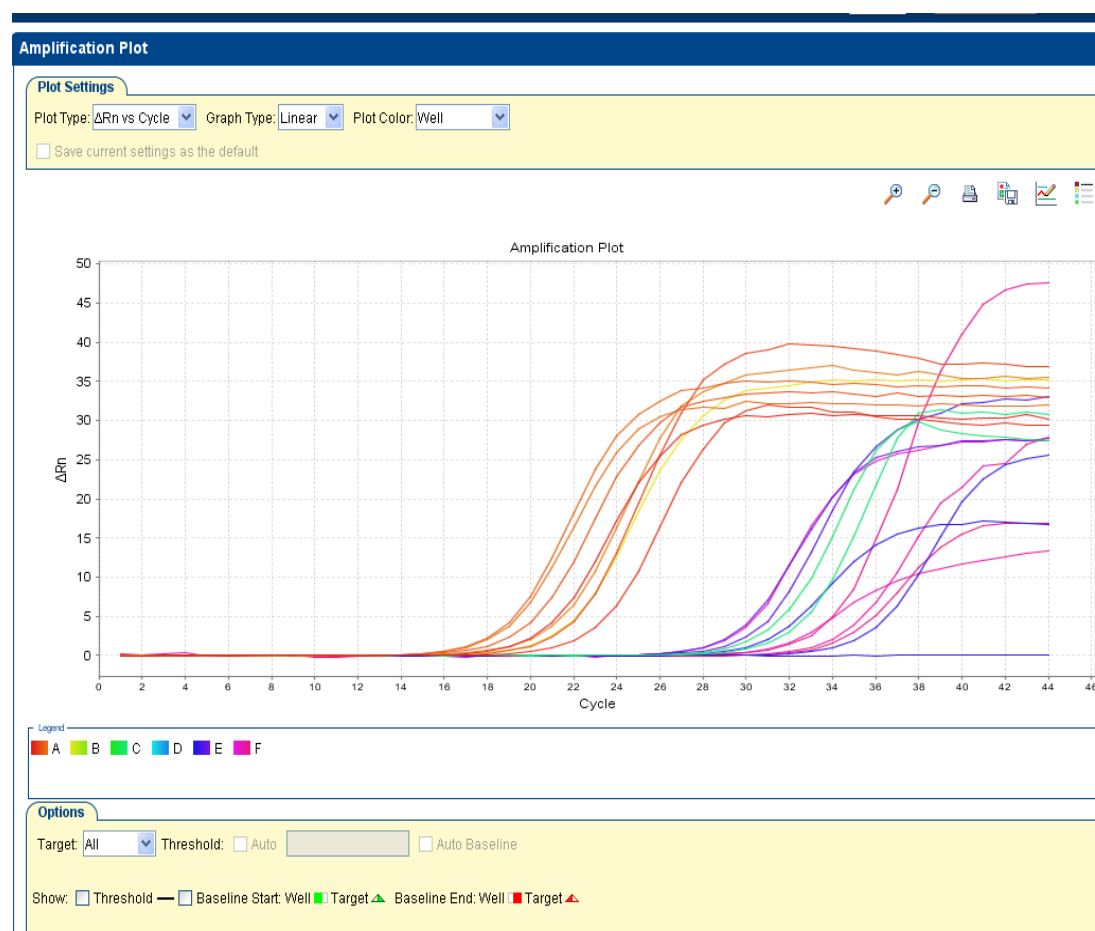 Amplification Plot
Plot Settings
Plot Type: ΔRn vs Cycle Graph Type: Linear Plot Color: Well
Save current settings as the default
Amplification Plot
50
45
40
35
30
25
20
15
10
5
0
ΔRn
0 2 4 6 8 10 12 14 16 18 20 22 24 26 28 30 32 34 36 38 40 42 44 46
Cycle
Legend
A B C D E F
Options
Target: All Threshold: Auto Auto Baseline
Show: Threshold Baseline Start: Well Target Baseline End: Well Target